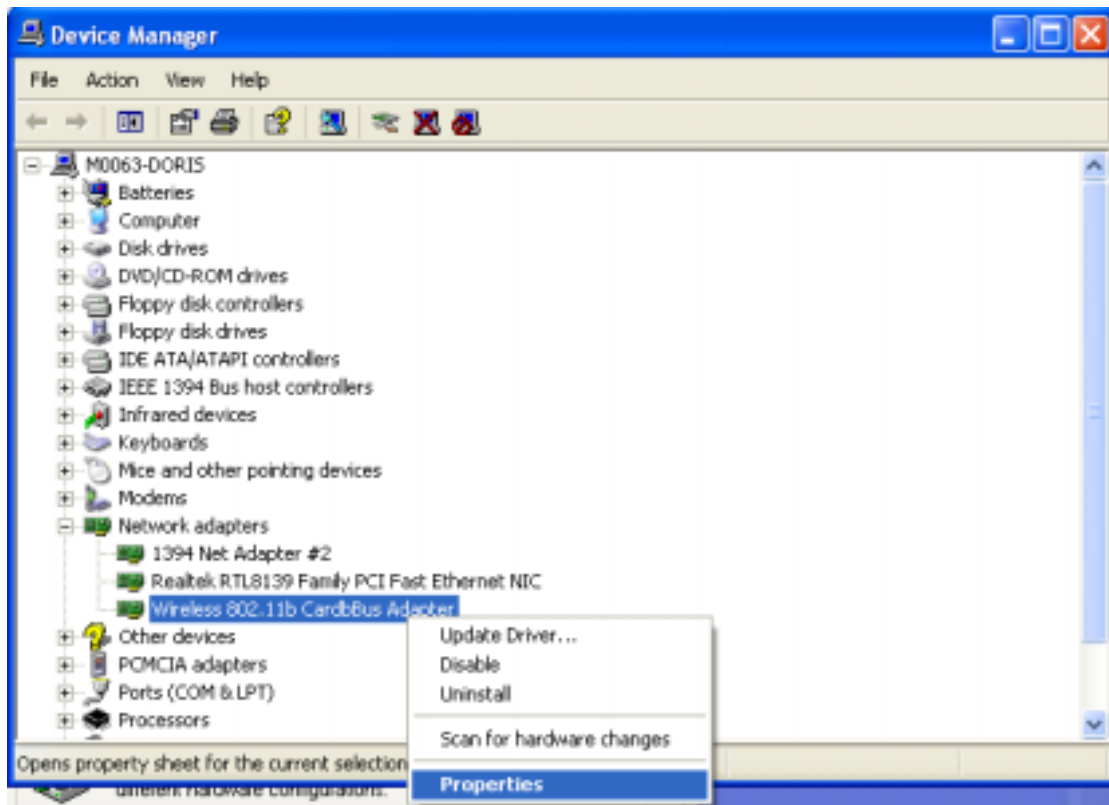 Device Manager
File Action View Help
M0063-DORIS
Batteries
Computer
Disk drives
DVD/CD-ROM drives
Floppy disk controllers
Floppy disk drives
IDE ATA/ATAPI controllers
IEEE 1394 Bus host controllers
Infrared devices
Keyboards
Mice and other pointing devices
Modems
Network adapters
1394 Net Adapter #2
Realtek RTL8139 Family PCI Fast Ethernet NIC
Wireless 802.11b CardbBus Adapter
Other devices
PCMCIA adapters
Ports (COM & LPT)
Processors
Update Driver...
Disable
Uninstall
Scan for hardware changes
Properties
Opens property sheet for the current selection
different hardware configurations.